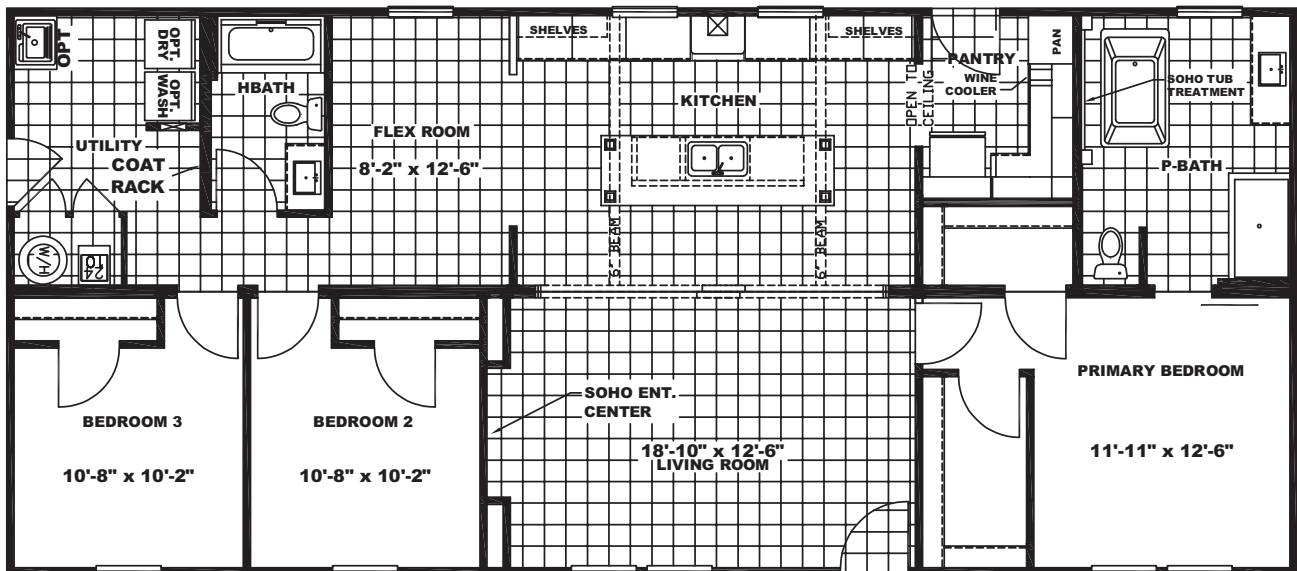 OPT
OPT.
DRY.
OPT.
WASH
HBATH
UTILITY
COAT
RACK
W/H
24
10
FLEX ROOM
8'-2" x 12'-6"
SHELVES
SHELVES
KITCHEN
6' BEAM
6' BEAM
OPEN TO
CEILING
PANTRY
PAN
WINE
COOLER
SOHO TUB
TREATMENT
P-BATH
BEDROOM 3
10'-8" x 10'-2"
BEDROOM 2
10'-8" x 10'-2"
SOHO ENT.
CENTER
18'-10" x 12'-6"
LIVING ROOM
PRIMARY BEDROOM
11'-11" x 12'-6"